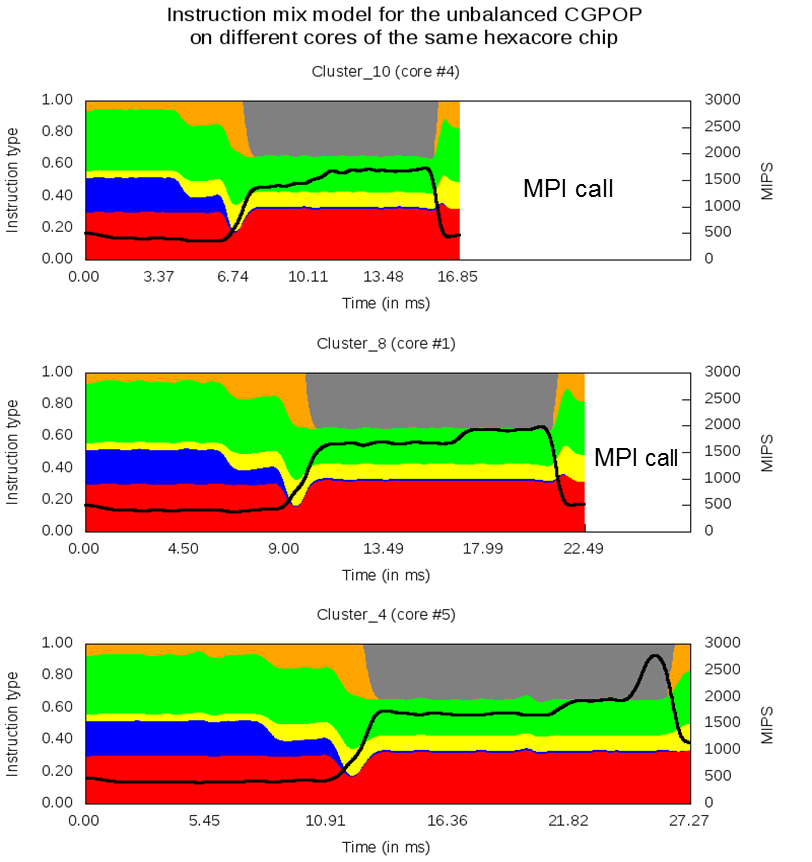 Instruction mix model for the unbalanced CGPOP
on different cores of the same hexacore chip
Cluster_10 (core #4)
Instruction type
1.00
0.80
0.60
0.40
0.20
0.00
MPI call
3000
2500
2000
1500
1000
500
0
MIPS
0.00 3.37 6.74 10.11 13.48 16.85
Time (in ms)
Cluster_8 (core #1)
Instruction type
1.00
0.80
0.60
0.40
0.20
0.00
MPI call
3000
2500
2000
1500
1000
500
0
MIPS
0.00 4.50 9.00 13.49 17.99 22.49
Time (in ms)
Cluster_4 (core #5)
Instruction type
1.00
0.80
0.60
0.40
0.20
0.00
3000
2500
2000
1500
1000
500
0
MIPS
0.00 5.45 10.91 16.36 21.82 27.27
Time (in ms)